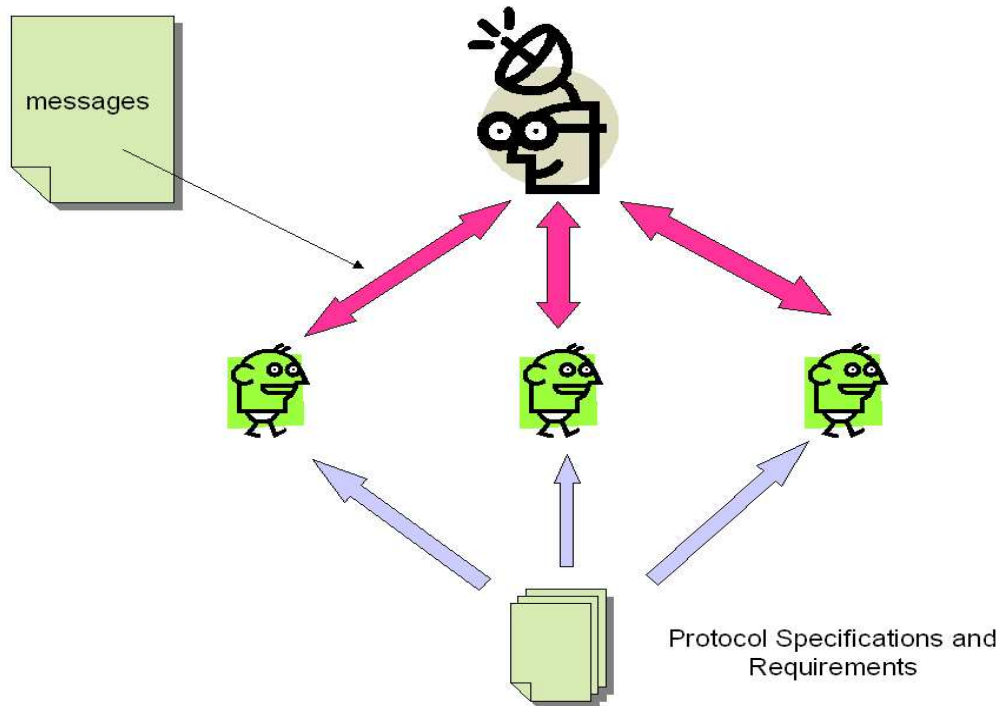 messages
Protocol Specifications and
Requirements